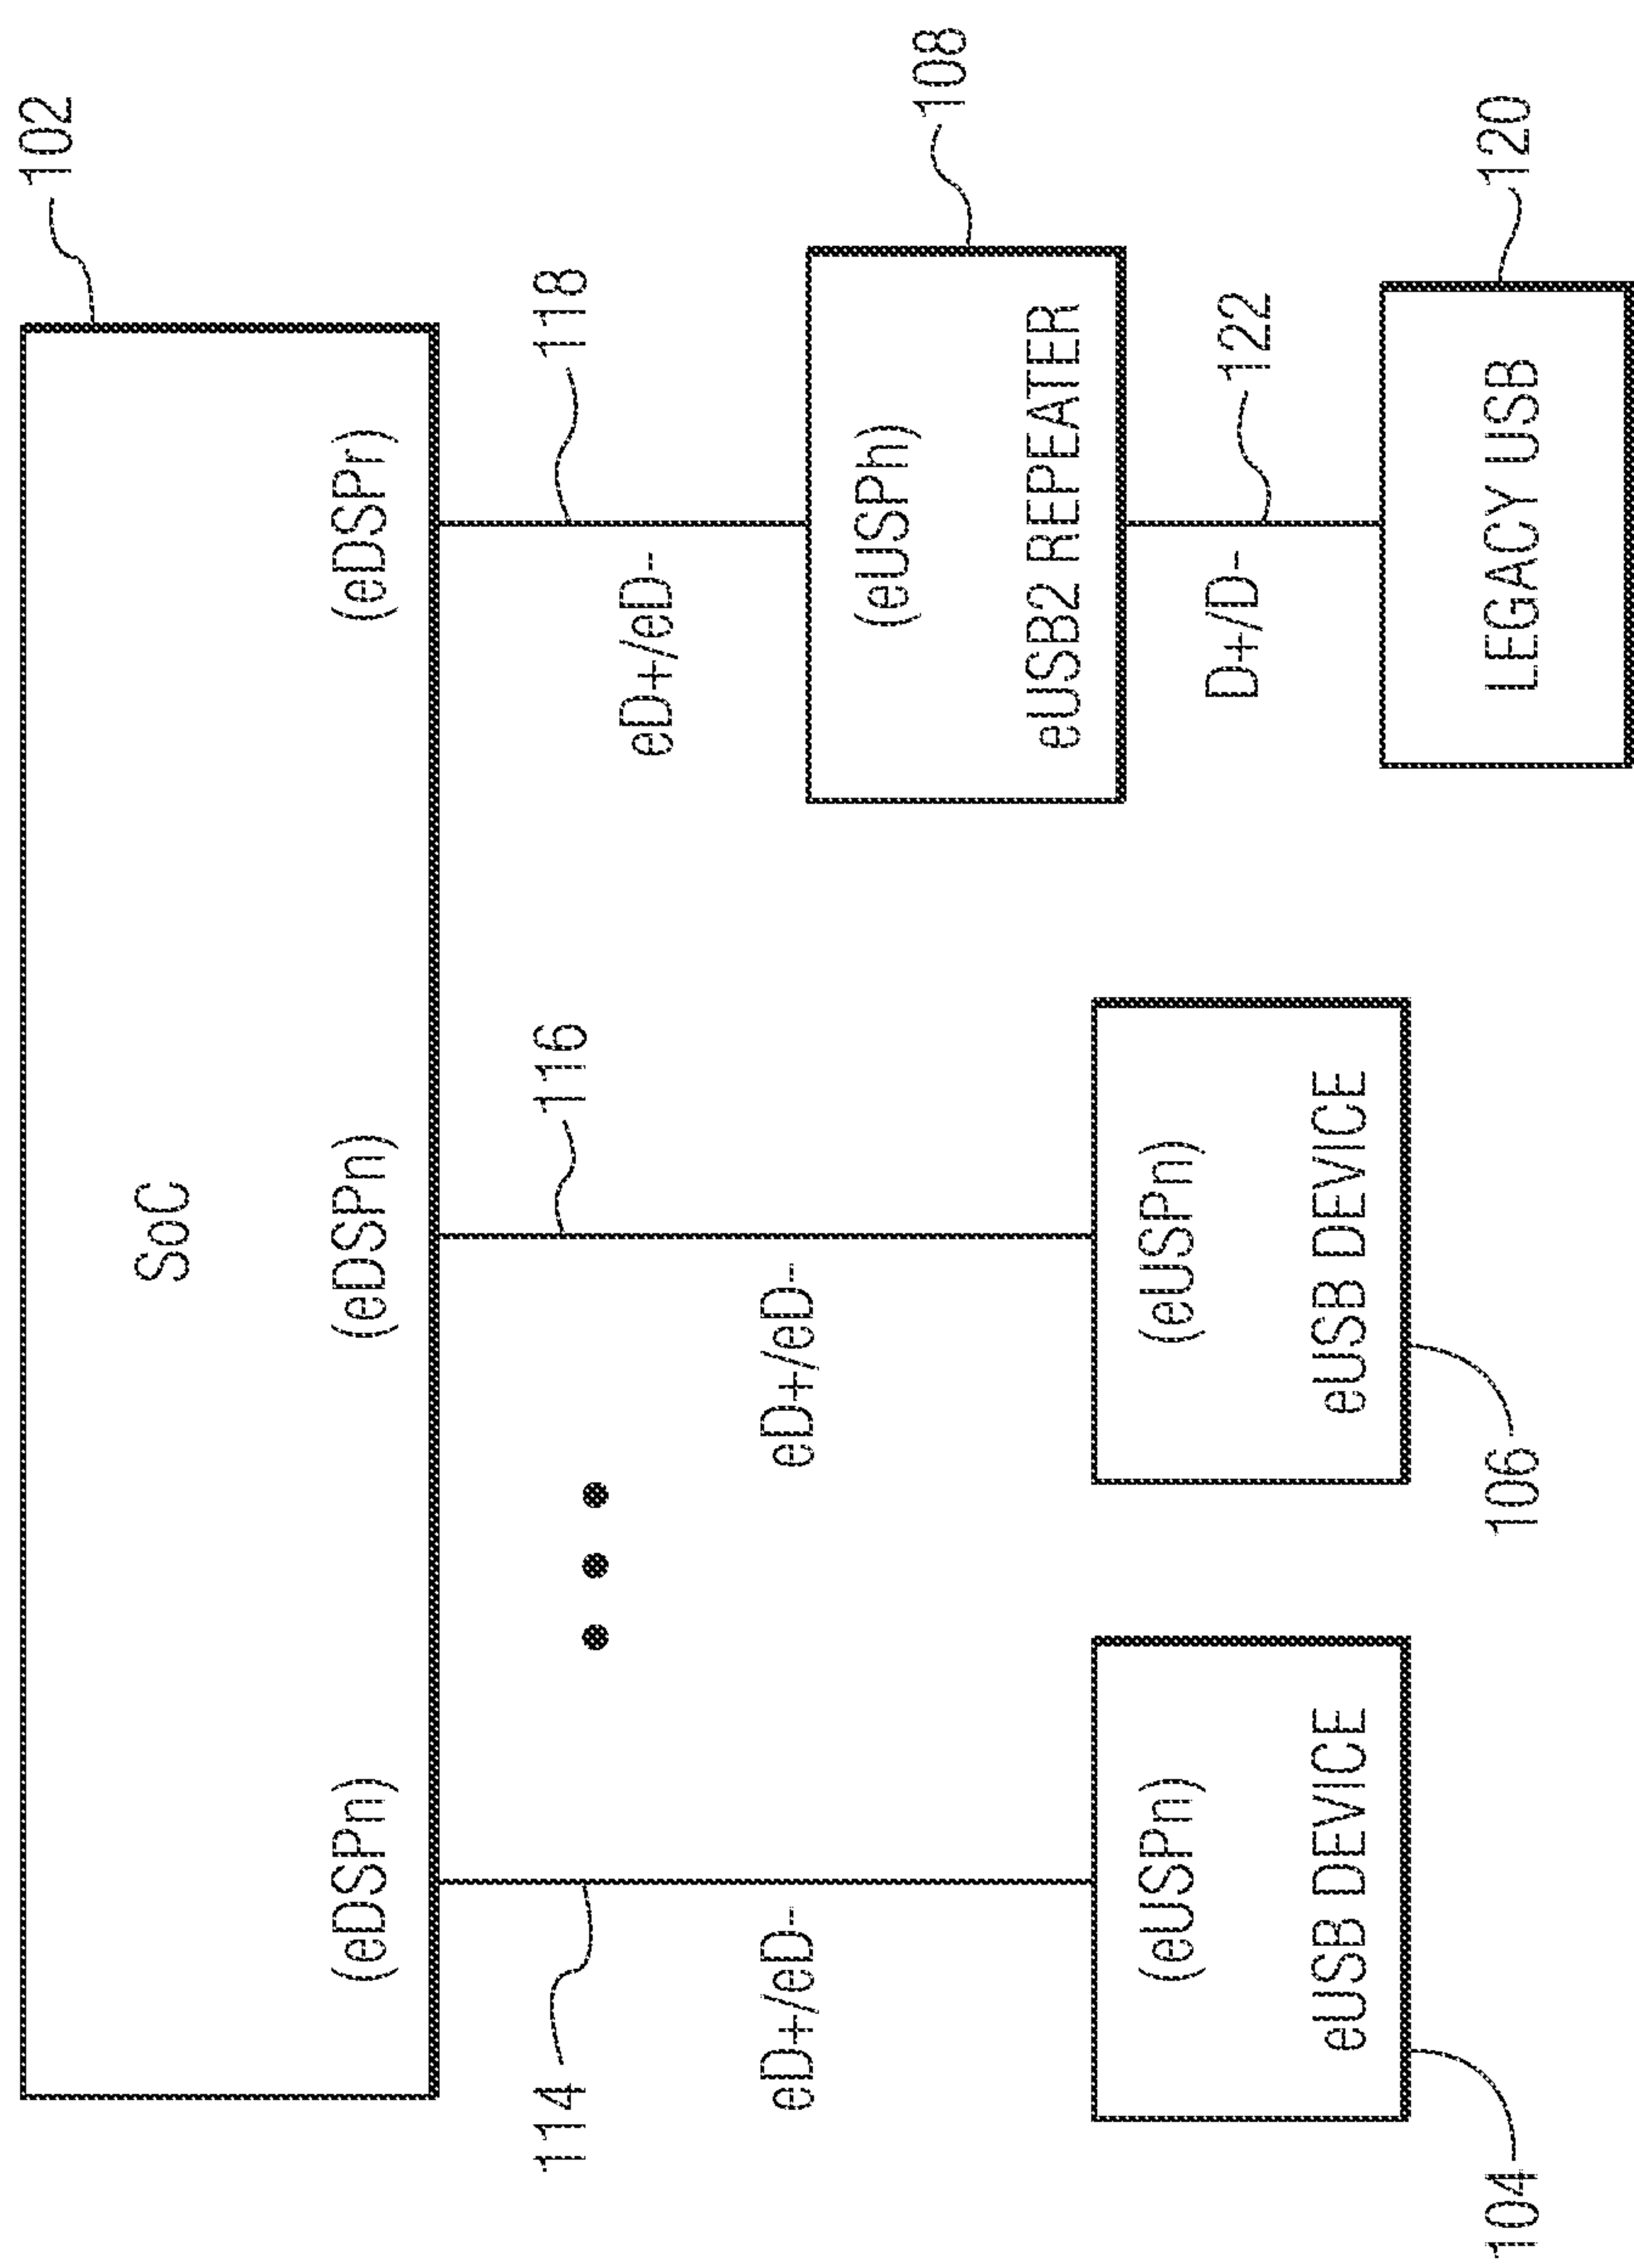 102
SoC
(eDSPn) (eDSPn) (eDSPr)
114 116 118
eD+/eD-
eD+/eD- eD+/eD-
(eUSPh)
108
eUSB2 REPEATER
(eUSPn) (eUSPn)
D+/D- 122
eUSB DEVICE eUSB DEVICE
104 106 LEGACY USB 120